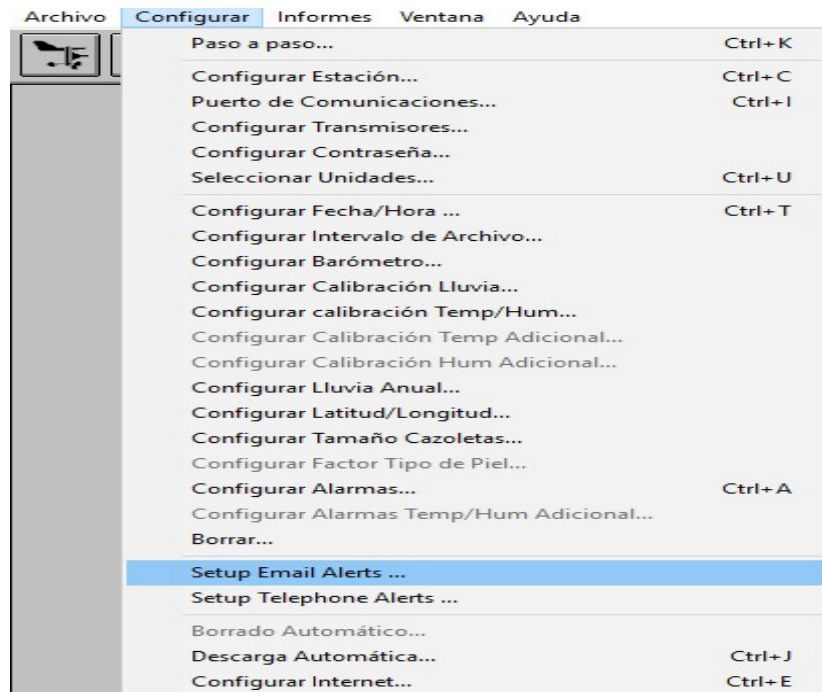 Archivo Configurar Informes Ventana Ayuda
Paso a paso... Ctrl+K
Configurar Estación... Ctrl+C
Puerto de Comunicaciones... Ctrl+I
Configurar Transmisores...
Configurar Contraseña...
Seleccionar Unidades... Ctrl+U
Configurar Fecha/Hora ... Ctrl+T
Configurar Intervalo de Archivo...
Configurar Barómetro...
Configurar Calibración Lluvia...
Configurar calibración Temp/Hum...
Configurar Calibración Temp Adicional...
Configurar Calibración Hum Adicional...
Configurar Lluvia Anual...
Configurar Latitud/Longitud...
Configurar Tamaño Cazoletas...
Configurar Factor Tipo de Piel...
Configurar Alarmas... Ctrl+A
Configurar Alarmas Temp/Hum Adicional...
Borrar...
Setup Email Alerts ...
Setup Telephone Alerts ...
Borrado Automático...
Descarga Automática... Ctrl+J
Configurar Internet... Ctrl+E